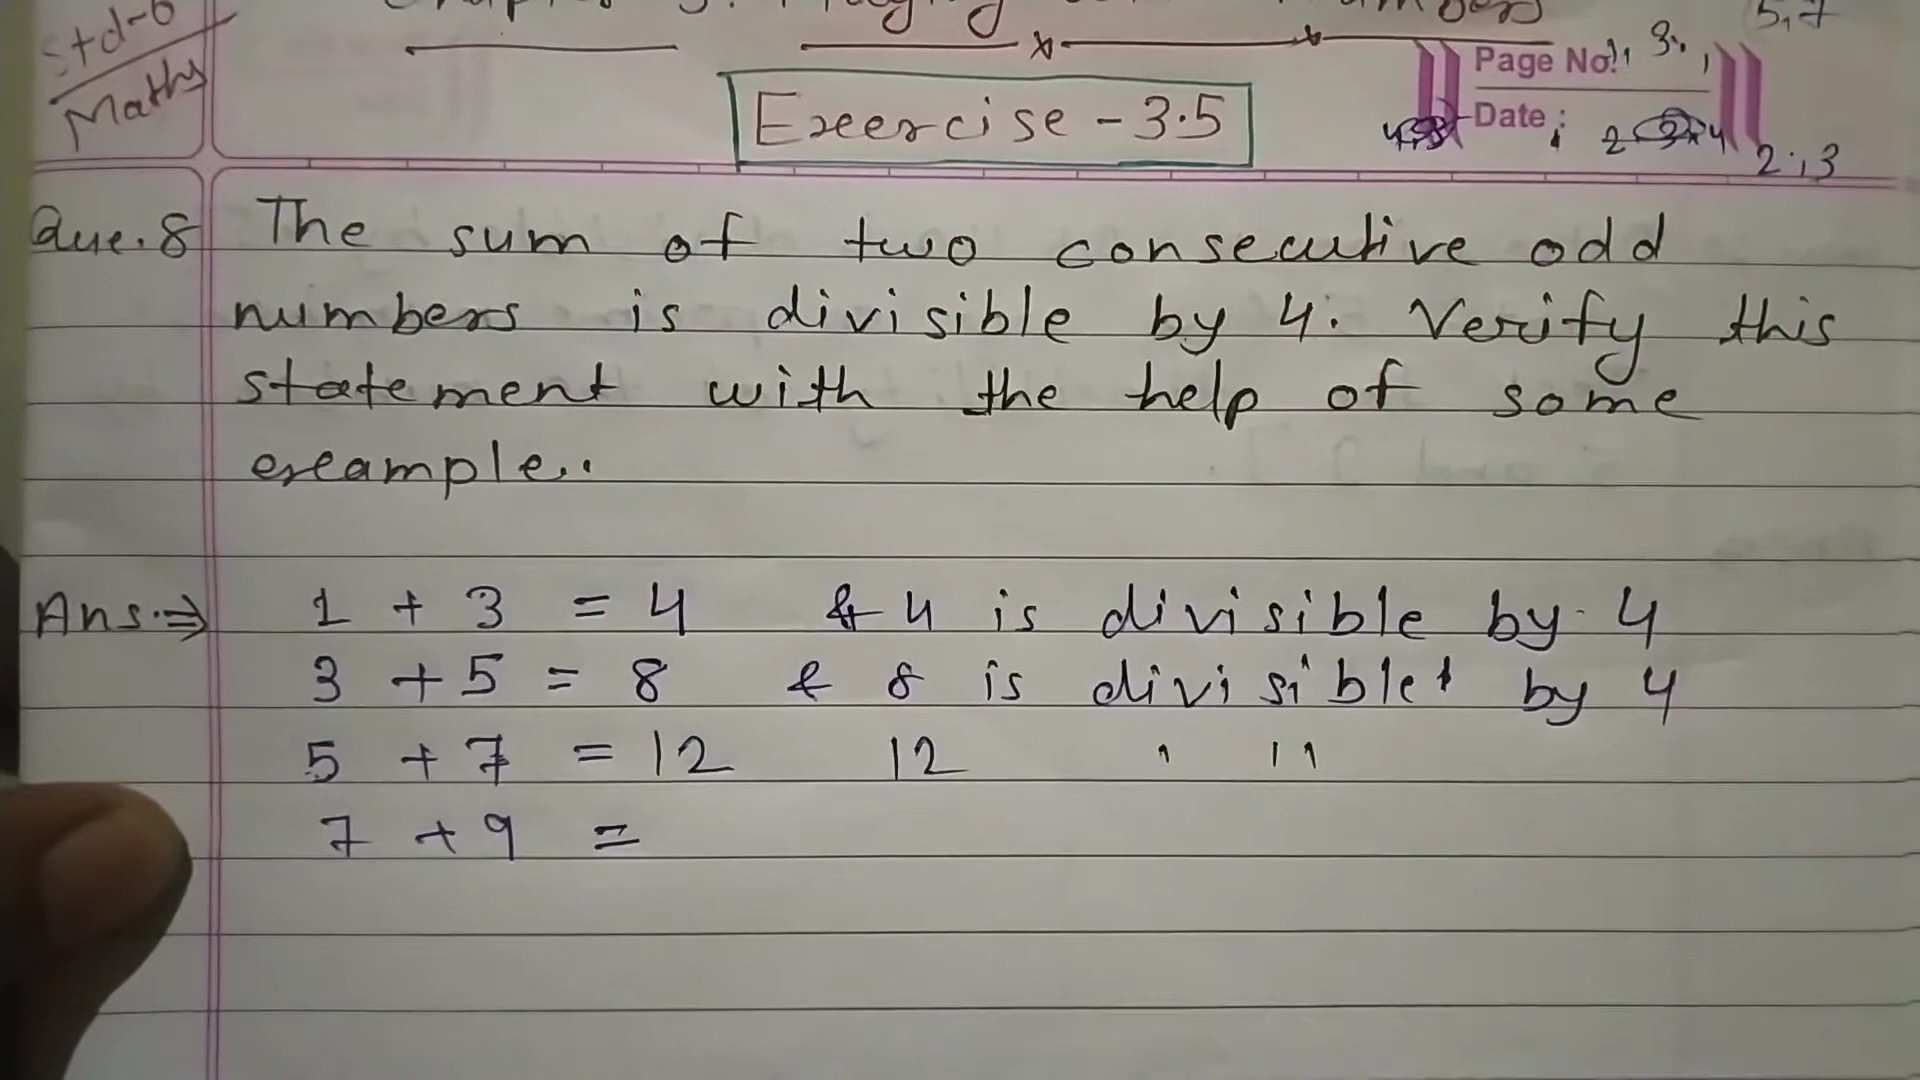 Std-6
Maths
5,7
Page No.
3.
Exercise - 3.5
Date :
2
4
2,3
Que.8 The sum of two consecutive odd
numbers is divisible by 4. Verify this
statement with the help of some
example..
Ans.⇒ 1 + 3 = 4 & 4 is divisible by 4
3 + 5 = 8 & 8 is divisible by 4
5 + 7 = 12 12 " "
7 + 9 =